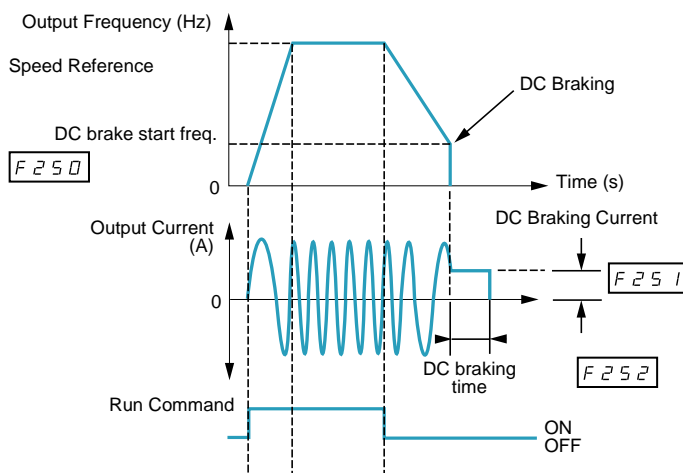 Output Frequency (Hz)
Speed Reference
DC Braking
DC brake start freq.
F250
0
Time (s)
Output Current
(A)
DC Braking Current
F251
0
DC braking
time
F252
Run Command
ON
OFF